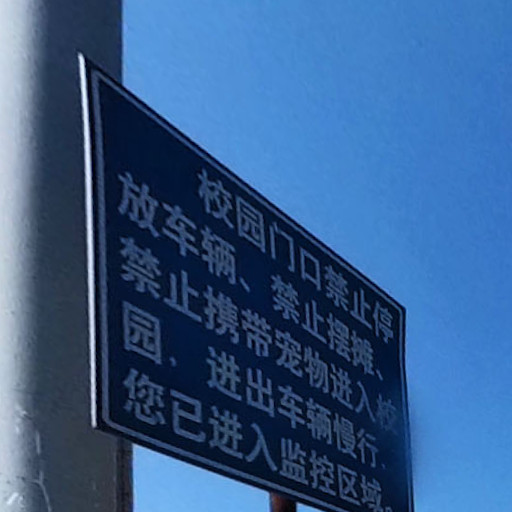 校园门口禁止停
放车辆、禁止摆摊、
禁止携带宠物进入校
园，进出车辆慢行.
您已进入监控区域。